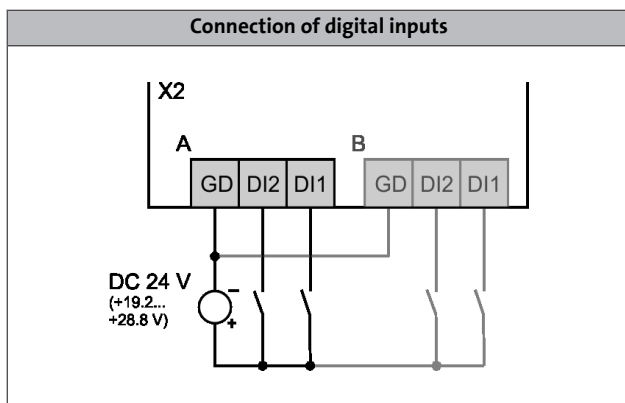 Connection of digital inputs
X2
A
B
GD DI2 DI1
GD DI2 DI1
DC 24 V
(+19.2...
+28.8 V)
−
+